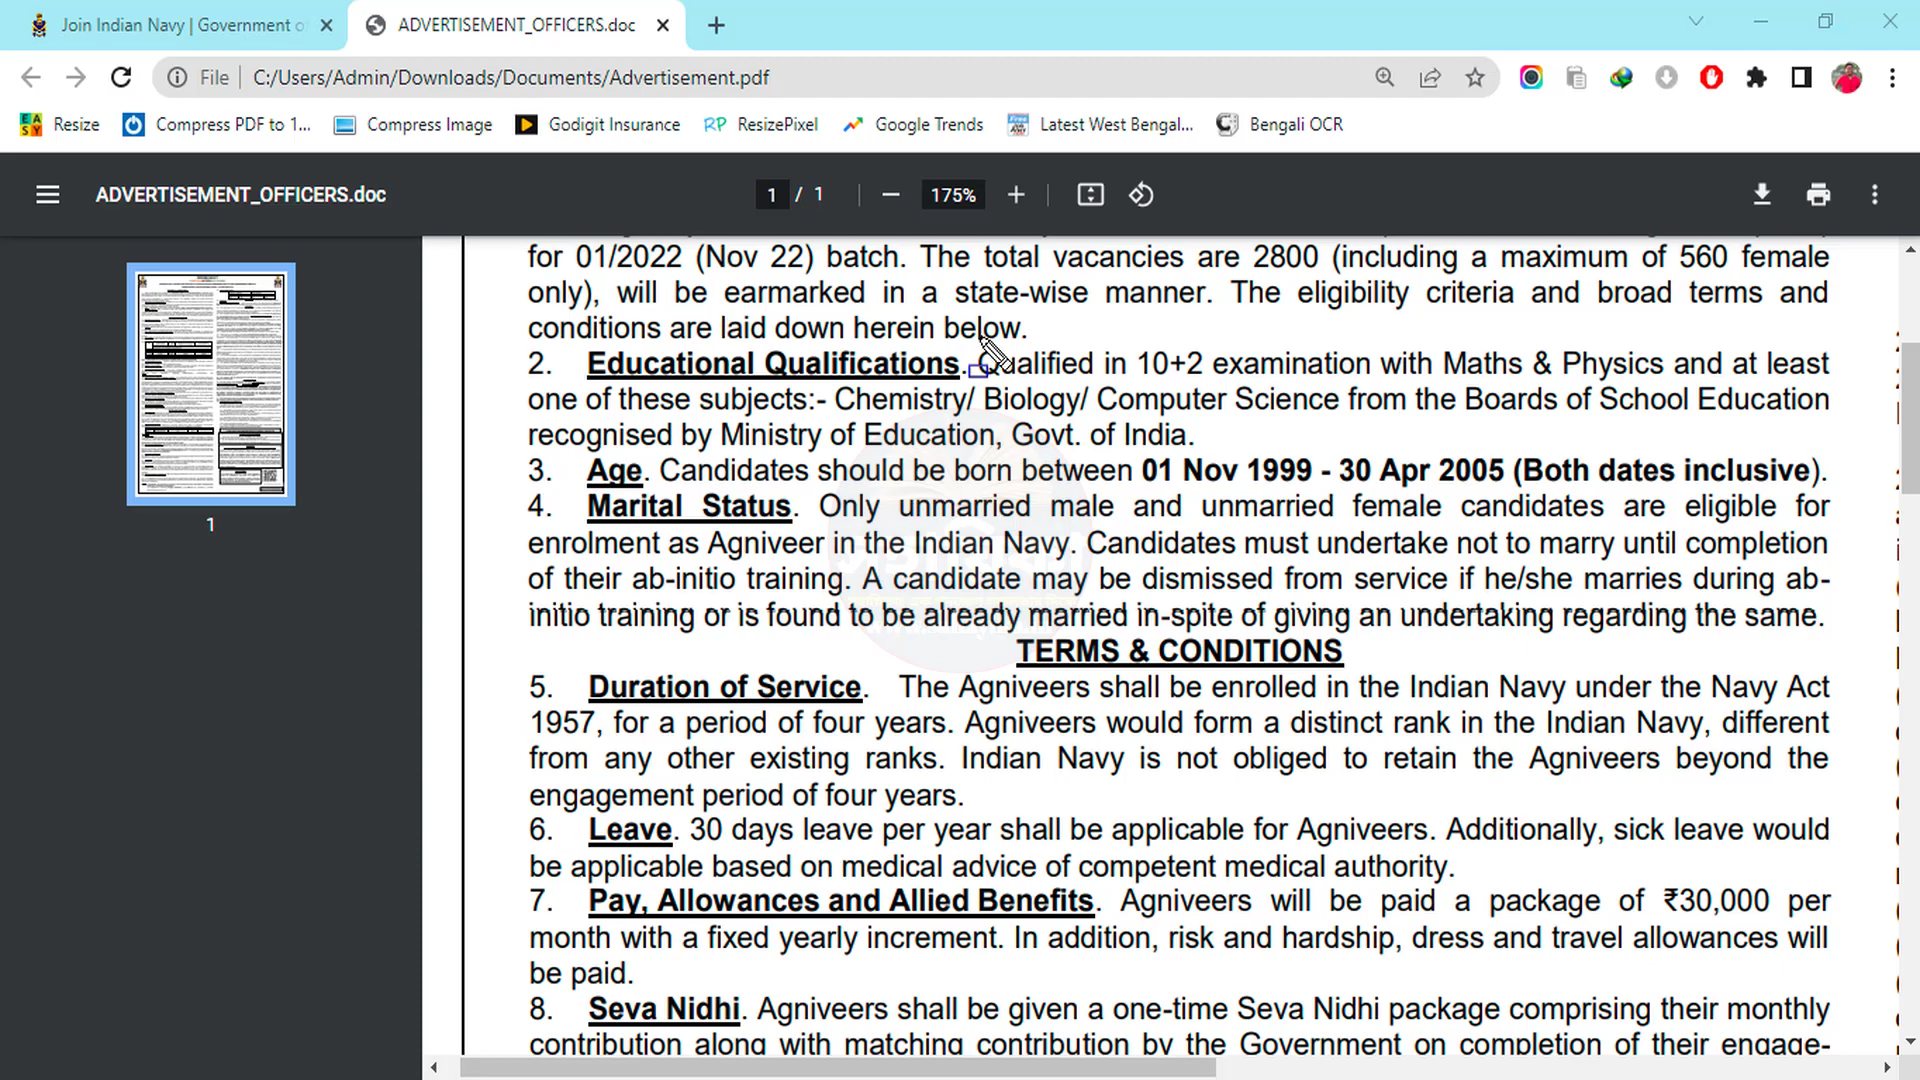 Join Indian Navy | Government o
ADVERTISEMENT_OFFICERS.doc
File
C:/Users/Admin/Downloads/Documents/Advertisement.pdf
Resize
Compress PDF to 1...
Compress Image
Godigit Insurance
RP ResizePixel
Google Trends
Latest West Bengal...
Bengali OCR
ADVERTISEMENT_OFFICERS.doc
1 / 1
175%
1
for 01/2022 (Nov 22) batch. The total vacancies are 2800 (including a maximum of 560 female
only), will be earmarked in a state-wise manner. The eligibility criteria and broad terms and
conditions are laid down herein below.
2. Educational Qualifications. Qualified in 10+2 examination with Maths & Physics and at least
one of these subjects:- Chemistry/ Biology/ Computer Science from the Boards of School Education
recognised by Ministry of Education, Govt. of India.
3. Age. Candidates should be born between 01 Nov 1999 - 30 Apr 2005 (Both dates inclusive).
4. Marital Status. Only unmarried male and unmarried female candidates are eligible for
enrolment as Agniveer in the Indian Navy. Candidates must undertake not to marry until completion
of their ab-initio training. A candidate may be dismissed from service if he/she marries during ab-
initio training or is found to be already married in-spite of giving an undertaking regarding the same.
TERMS & CONDITIONS
5. Duration of Service. The Agniveers shall be enrolled in the Indian Navy under the Navy Act
1957, for a period of four years. Agniveers would form a distinct rank in the Indian Navy, different
from any other existing ranks. Indian Navy is not obliged to retain the Agniveers beyond the
engagement period of four years.
6. Leave. 30 days leave per year shall be applicable for Agniveers. Additionally, sick leave would
be applicable based on medical advice of competent medical authority.
7. Pay, Allowances and Allied Benefits. Agniveers will be paid a package of ₹30,000 per
month with a fixed yearly increment. In addition, risk and hardship, dress and travel allowances will
be paid.
8. Seva Nidhi. Agniveers shall be given a one-time Seva Nidhi package comprising their monthly
contribution along with matching contribution by the Government on completion of their engage-